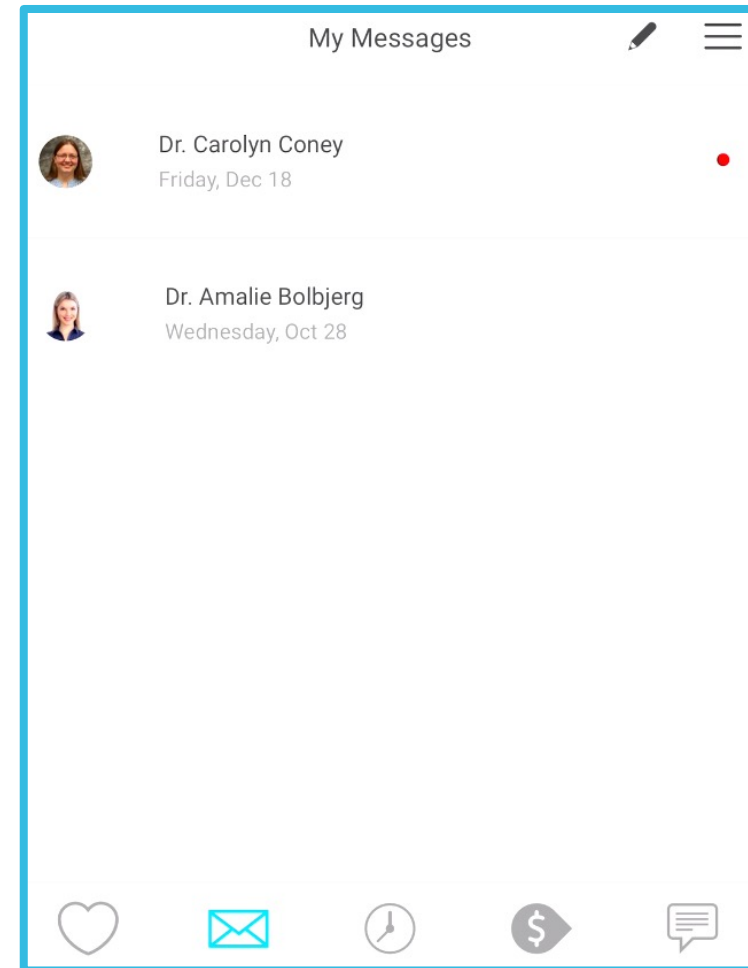 My Messages
Dr. Carolyn Coney
Friday, Dec 18
Dr. Amalie Bolbjerg
Wednesday, Oct 28
$